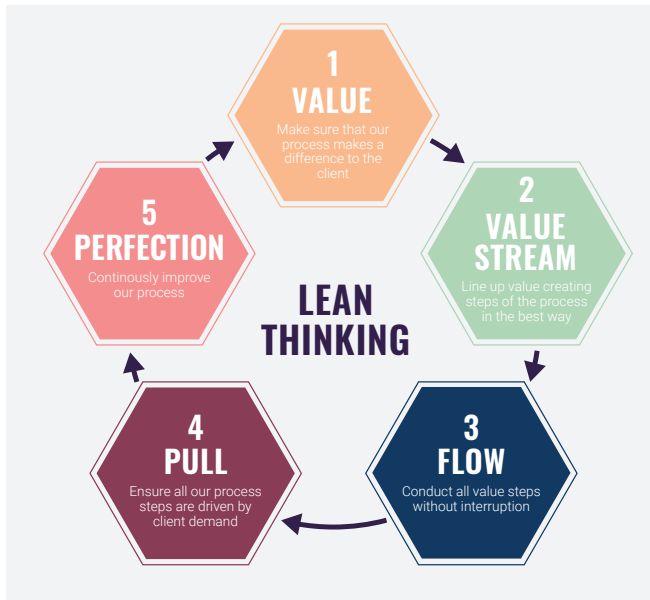 1
VALUE
Make sure that our
process makes a
difference to the
client
2
VALUE
STREAM
Line up value creating
steps of the process
in the best way
3
FLOW
Conduct all value steps
without interruption
4
PULL
Ensure all our process
steps are driven by
client demand
5
PERFECTION
Continously improve
our process
LEAN
THINKING